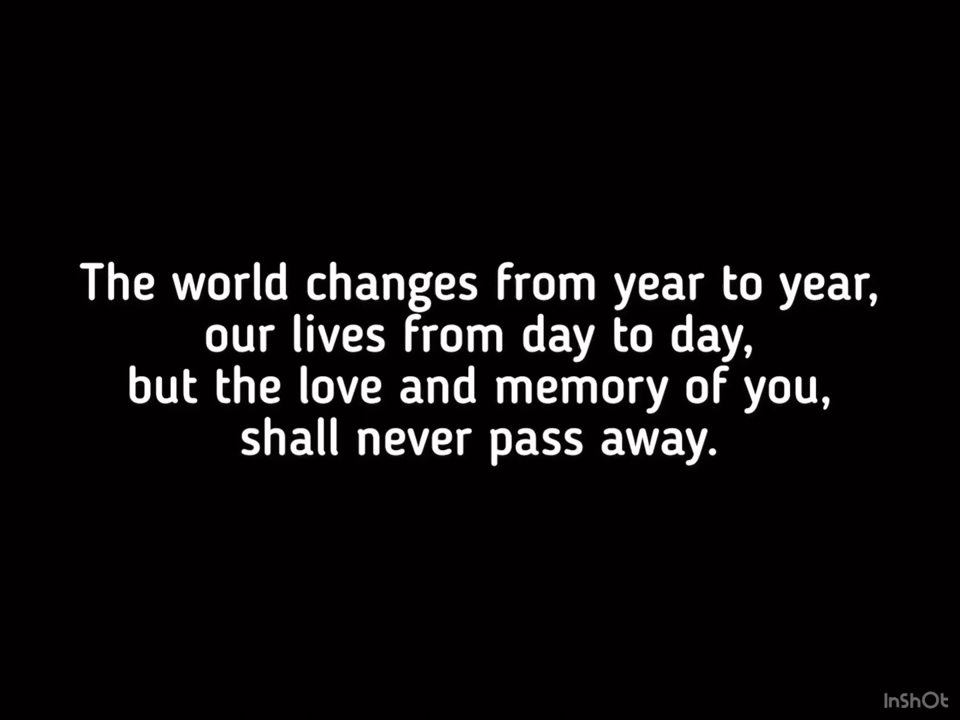 The world changes from year to year,
our lives from day to day,
but the love and memory of you,
shall never pass away.
InShOt